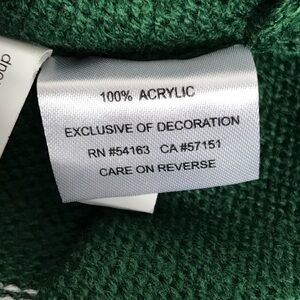 100% ACRYLIC
EXCLUSIVE OF DECORATION
RN #54163 CA #57151
CARE ON REVERSE